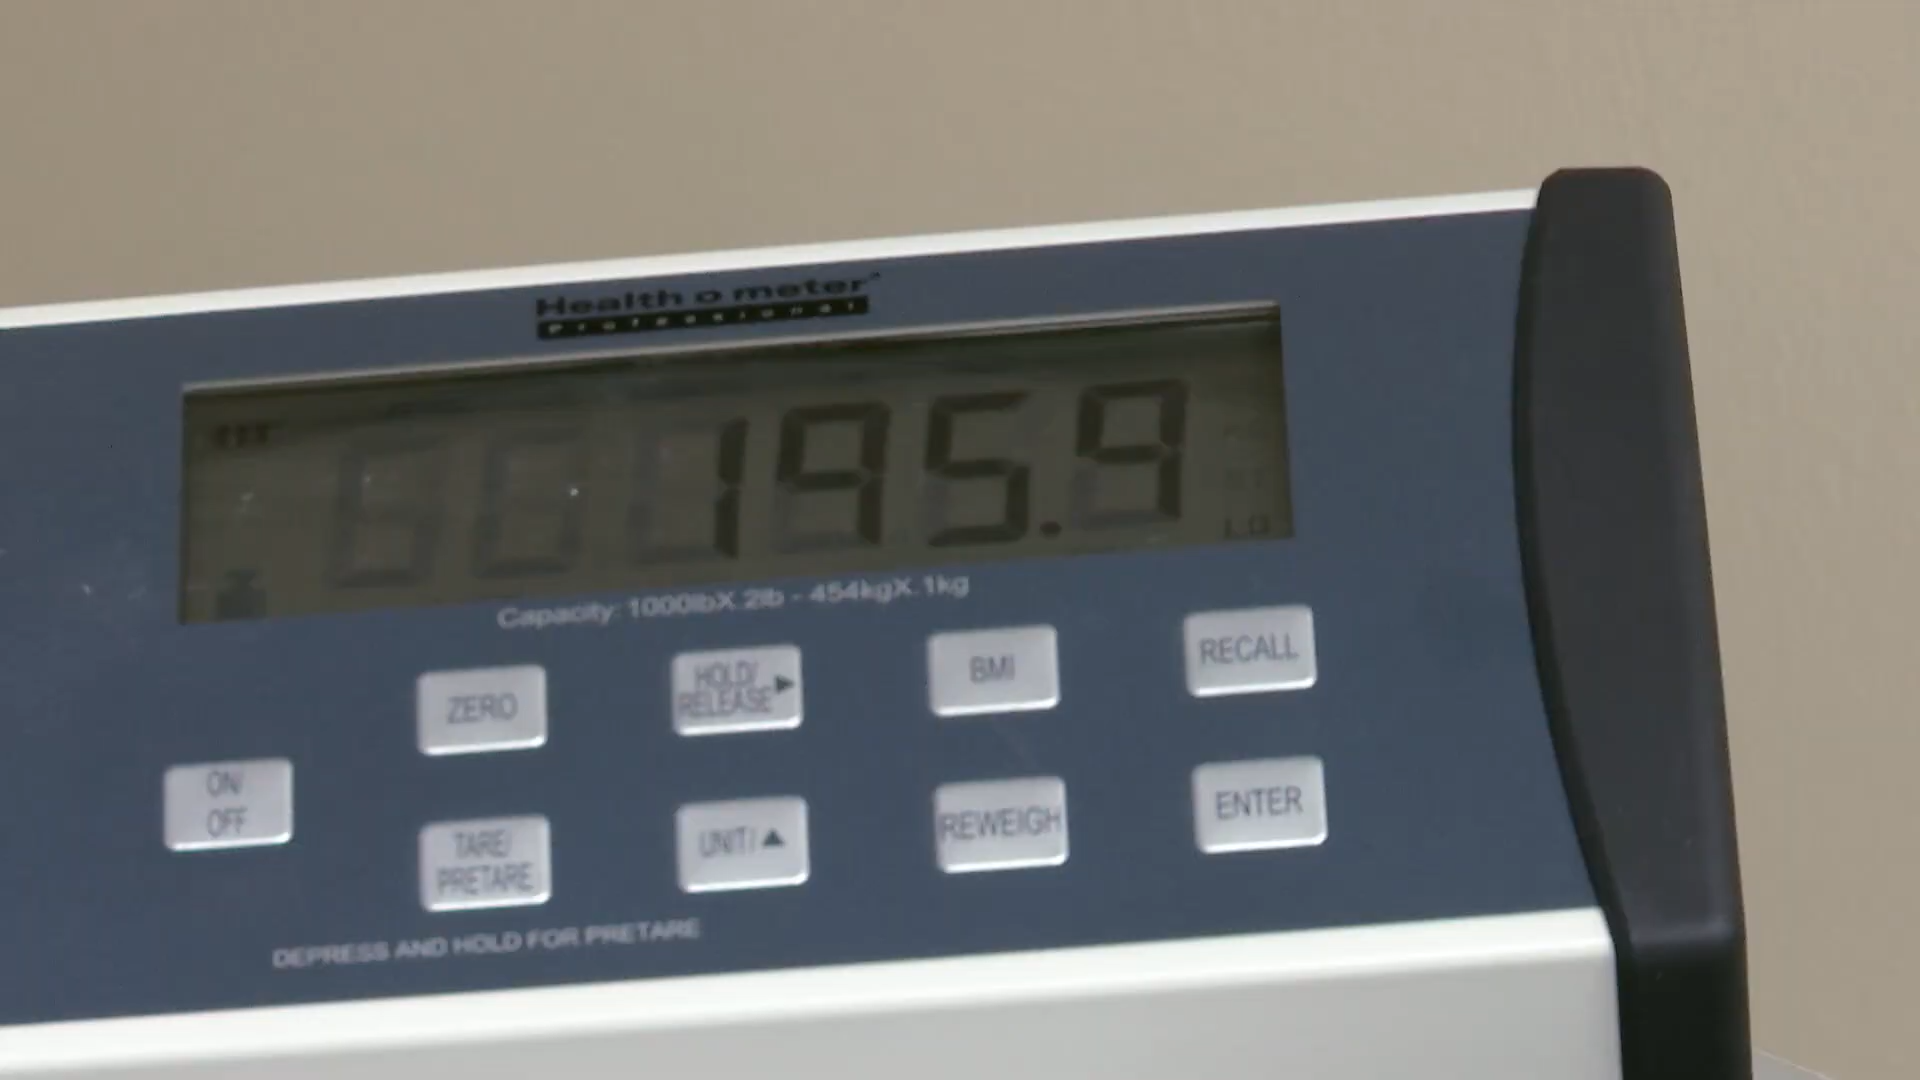 Health o meter
Professional
195.9
Capacity: 1000lbX.2lb - 454kgX.1kg
ZERO
HOLD/
RELEASE ▶
BMI
RECALL
ON/
OFF
TARE/
PRETARE
UNIT/▲
REWEIGH
ENTER
DEPRESS AND HOLD FOR PRETARE